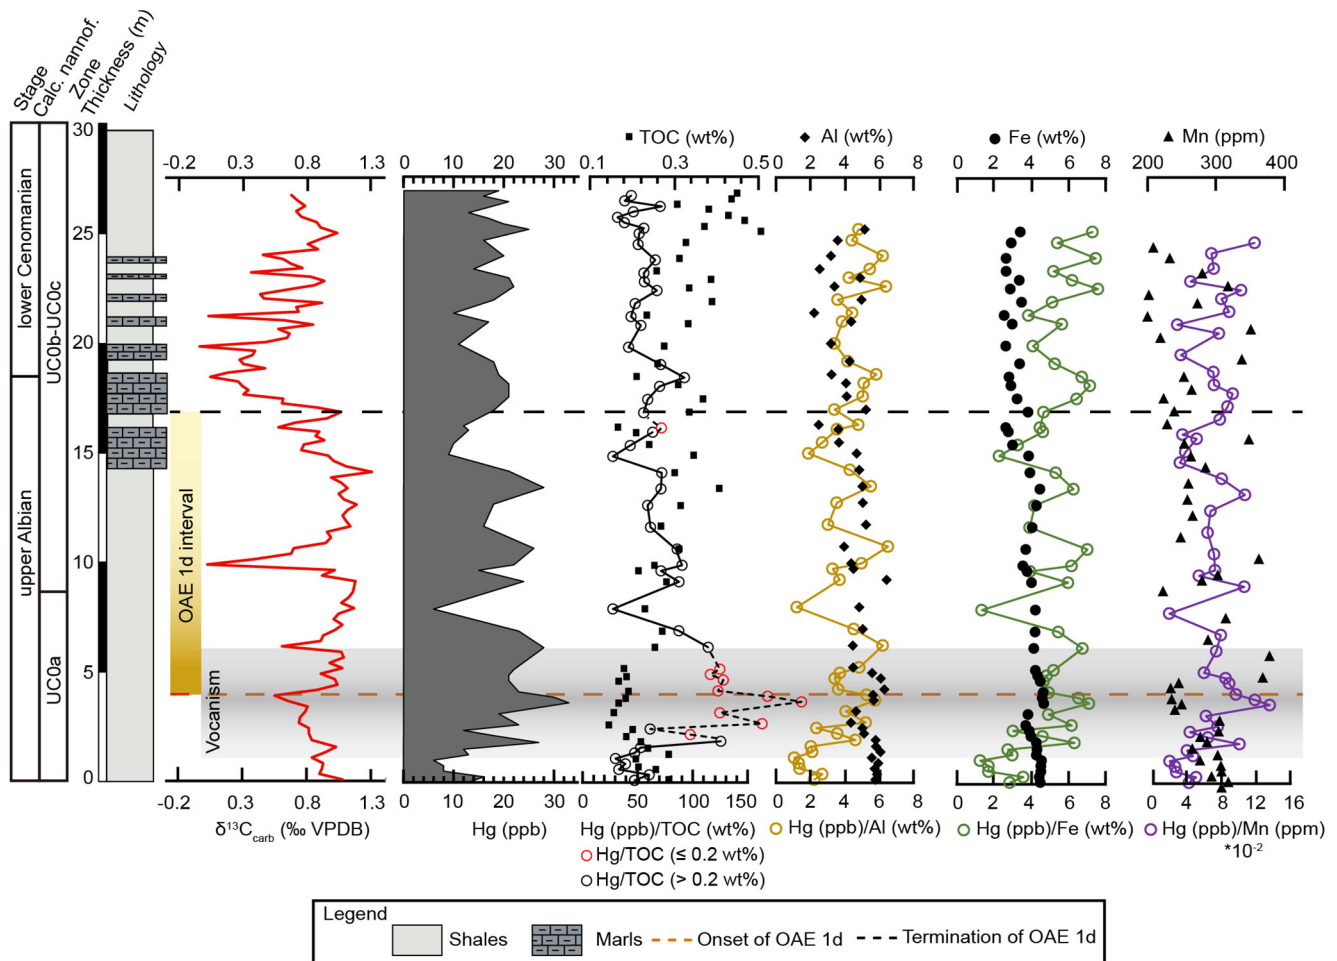 Stage
Calc. nannof.
Zone
Thickness (m)
Lithology
TOC (wt%)
Al (wt%)
Fe (wt%)
Mn (ppm)
-0.2 0.3 0.8 1.3
0 10 20 30
0.1 0.3 0.5
0 2 4 6 8
0 2 4 6 8
200 300 400
30
25
20
15
10
5
0
lower Cenomanian
upper Albian
UC0b-UC0c
UC0a
OAE 1d interval
Vocanism
-0.2 0.3 0.8 1.3
0 10 20 30
0 50 100 150
0 2 4 6 8
0 2 4 6 8
0 4 8 12 16
δ13Ccarb (‰ VPDB)
Hg (ppb)
Hg (ppb)/TOC (wt%)
Hg/TOC (≤ 0.2 wt%)
Hg/TOC (> 0.2 wt%)
Hg (ppb)/Al (wt%)
Hg (ppb)/Fe (wt%)
Hg (ppb)/Mn (ppm)
*10-2
Legend
Shales
Marls
Onset of OAE 1d
Termination of OAE 1d